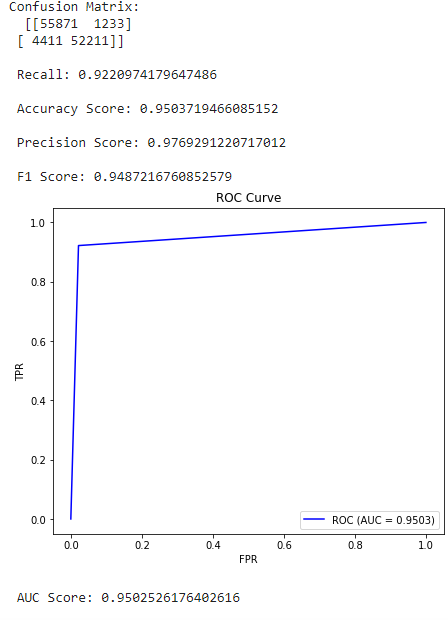 Confusion Matrix:
[[55871 1233]
[ 4411 52211]]
Recall: 0.9220974179647486
Accuracy Score: 0.9503719466085152
Precision Score: 0.9769291220717012
F1 Score: 0.9487216760852579
ROC Curve
1.0
0.8
0.6
0.4
0.2
0.0
TPR
ROC (AUC = 0.9503)
0.0 0.2 0.4 0.6 0.8 1.0
FPR
AUC Score: 0.9502526176402616